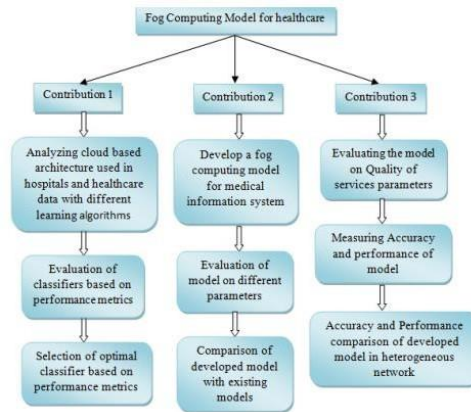 Fog Computing Model for healthcare
Contribution 1
Analyzing cloud based
architecture used in
hospitals and healthcare
data with different
learning algorithms
Evaluation of
classifiers based on
performance metrics
Selection of optimal
classifier based on
performance metrics
Contribution 2
Develop a fog
computing model
for medical
information system
Evaluation of
model on different
parameters
Comparison of
developed model
with existing
models
Contribution 3
Evaluating the model
on Quality of
services parameters
Measuring Accuracy
and performance of
model
Accuracy and Performance
comparison of developed
model in heterogeneous
network